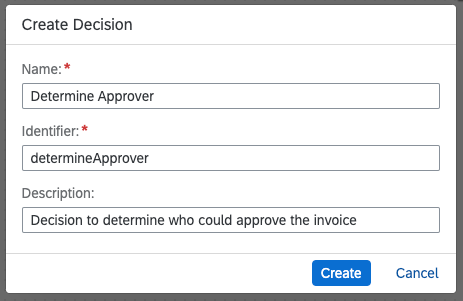 Create Decision
Name: *
Determine Approver
Identifier: *
determineApprover
Description:
Decision to determine who could approve the invoice
Create Cancel